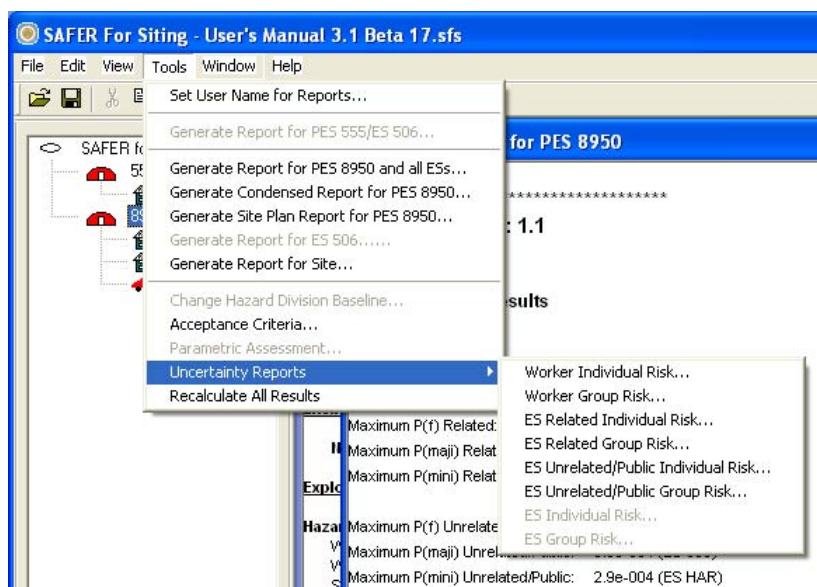 SAFER For Siting - User's Manual 3.1 Beta 17.sfs
File Edit View Tools Window Help
Set User Name for Reports...
Generate Report for PES 555/ES 506...
SAFER
for PES 8950
Generate Report for PES 8950 and all ESs...
Generate Condensed Report for PES 8950...
*******************
Generate Site Plan Report for PES 8950...
: 1.1
Generate Report for ES 506......
Generate Report for Site...
Change Hazard Division Baseline...
Acceptance Criteria...
Parametric Assessment...
Uncertainty Reports
Recalculate All Results
Worker Individual Risk...
Worker Group Risk...
ES Related Individual Risk...
ES Related Group Risk...
ES Unrelated/Public Individual Risk...
ES Unrelated/Public Group Risk...
ES Individual Risk...
ES Group Risk...
Maximum P(f) Related:
Maximum P(maji) Relat
Maximum P(mini) Relat
Maximum P(f) Unrelate
Maximum P(maji)
Maximum P(mini) Unrelated/Public: 2.9e-004 (ES HAR)